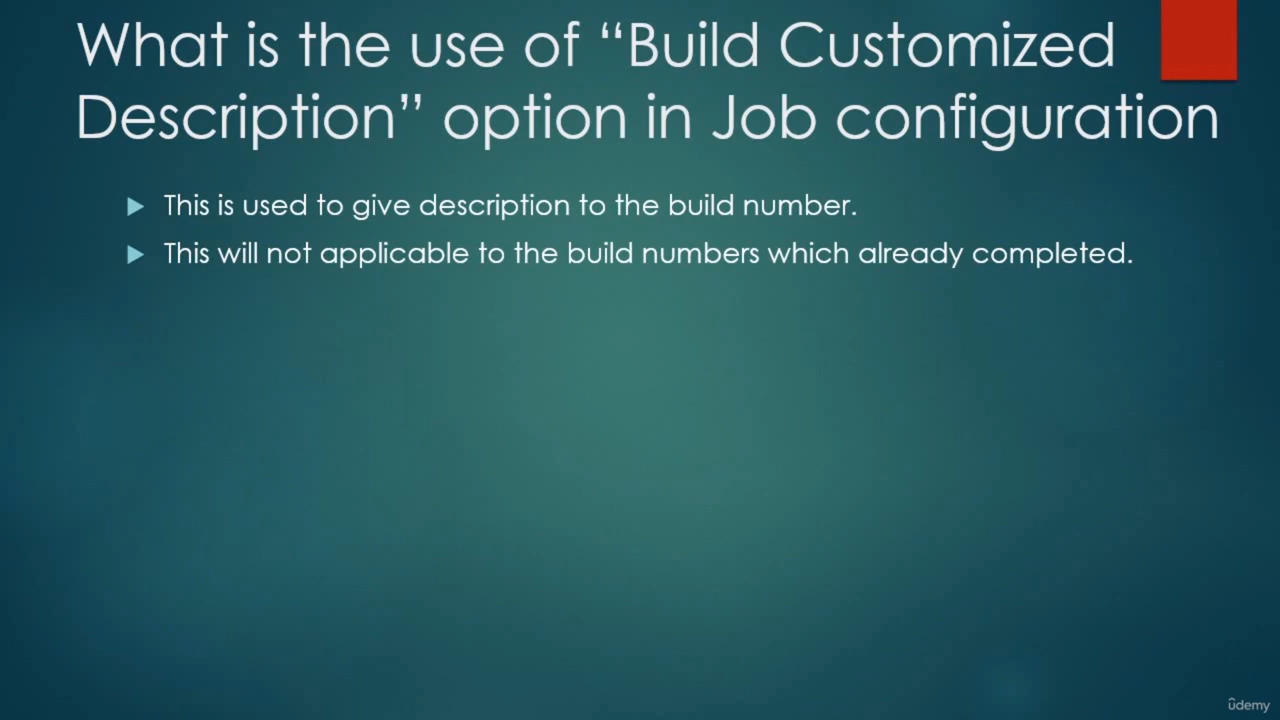 What is the use of “Build Customized
Description” option in Job configuration
This is used to give description to the build number.
This will not applicable to the build numbers which already completed.
ûdemy